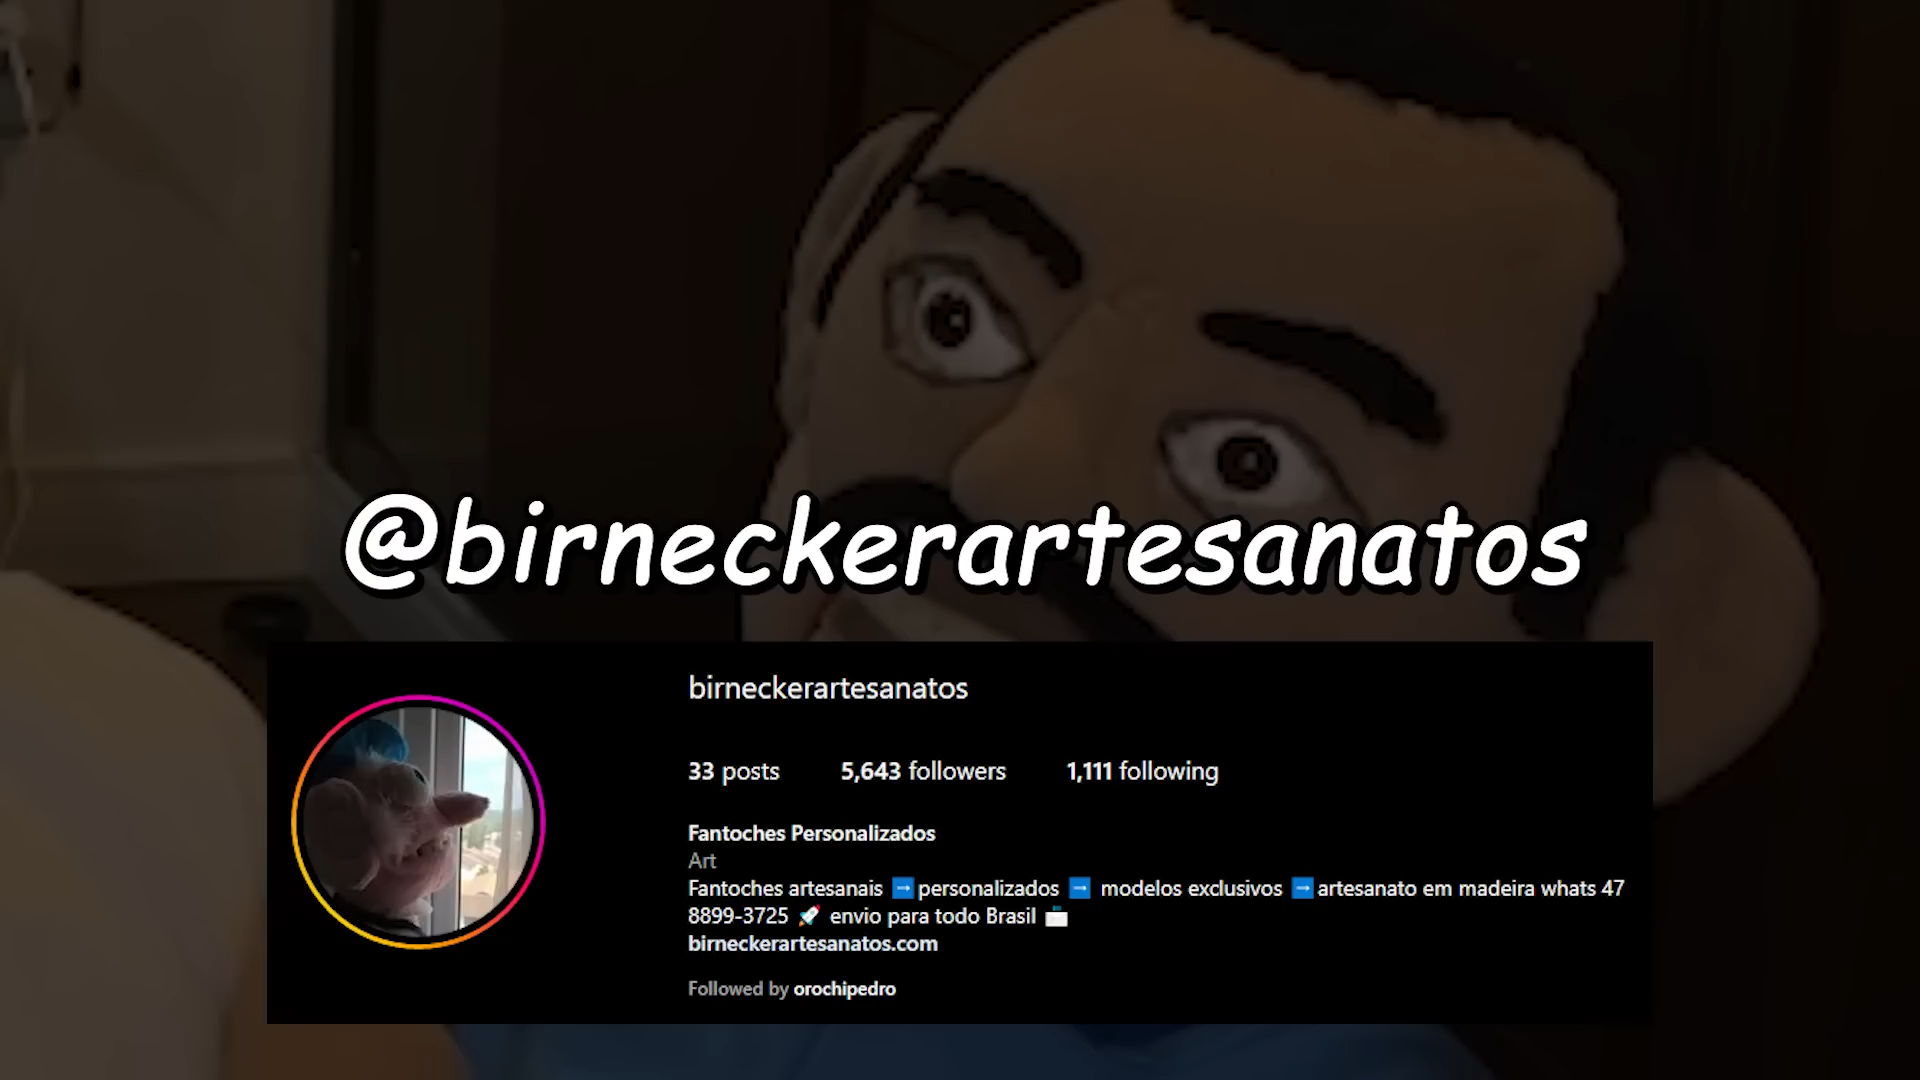 @birneckerartesanatos
birneckerartesanatos
33 posts 5,643 followers 1,111 following
Fantoches Personalizados
Art
Fantoches artesanais ➡️personalizados ➡️ modelos exclusivos ➡️artesanato em madeira whats 47
8899-3725 🚀 envio para todo Brasil 📩
birneckerartesanatos.com
Followed by orochipedro